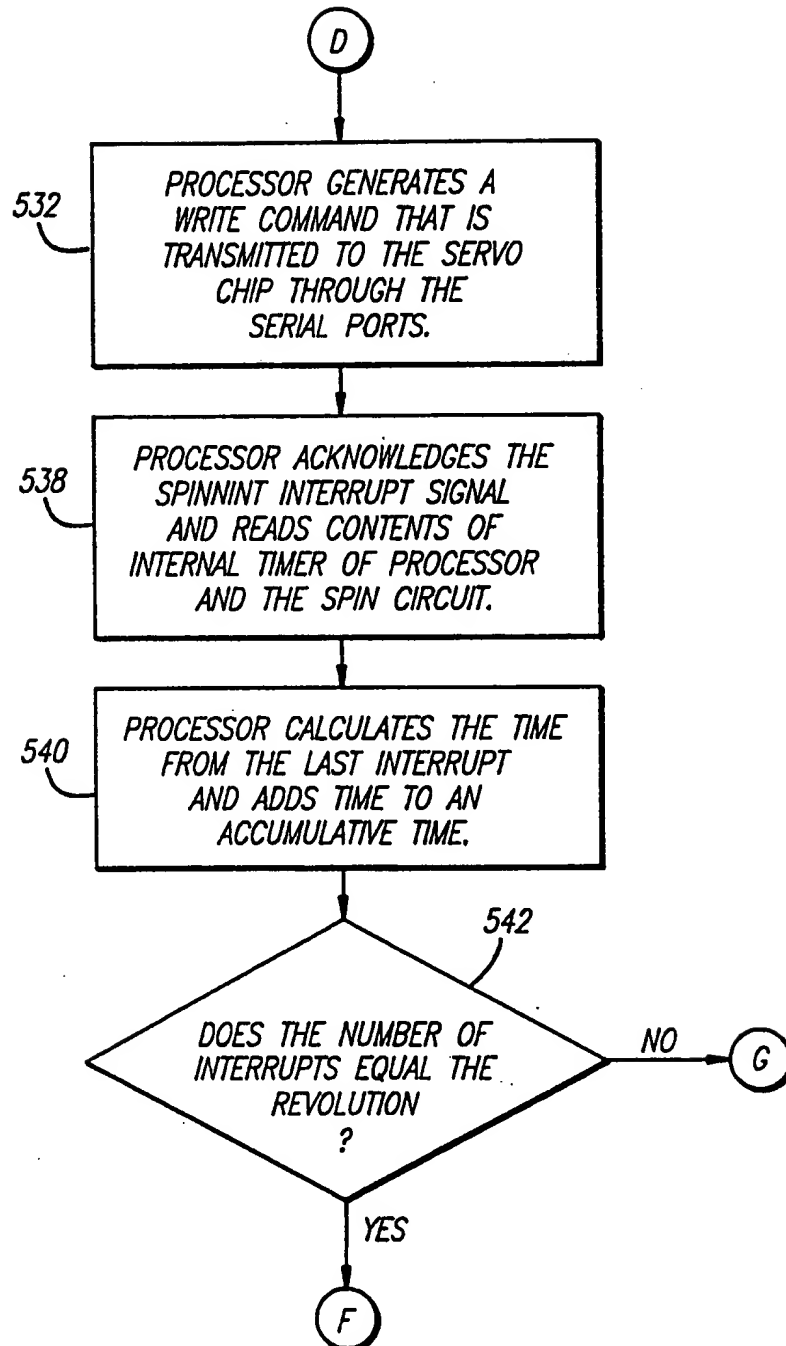 D
532
PROCESSOR GENERATES A
WRITE COMMAND THAT IS
TRANSMITTED TO THE SERVO
CHIP THROUGH THE
SERIAL PORTS.
538
PROCESSOR ACKNOWLEDGES THE
SPINNINT INTERRUPT SIGNAL
AND READS CONTENTS OF
INTERNAL TIMER OF PROCESSOR
AND THE SPIN CIRCUIT.
540
PROCESSOR CALCULATES THE TIME
FROM THE LAST INTERRUPT
AND ADDS TIME TO AN
ACCUMULATIVE TIME.
542
DOES THE NUMBER OF
INTERRUPTS EQUAL THE
REVOLUTION
?
NO
G
YES
F